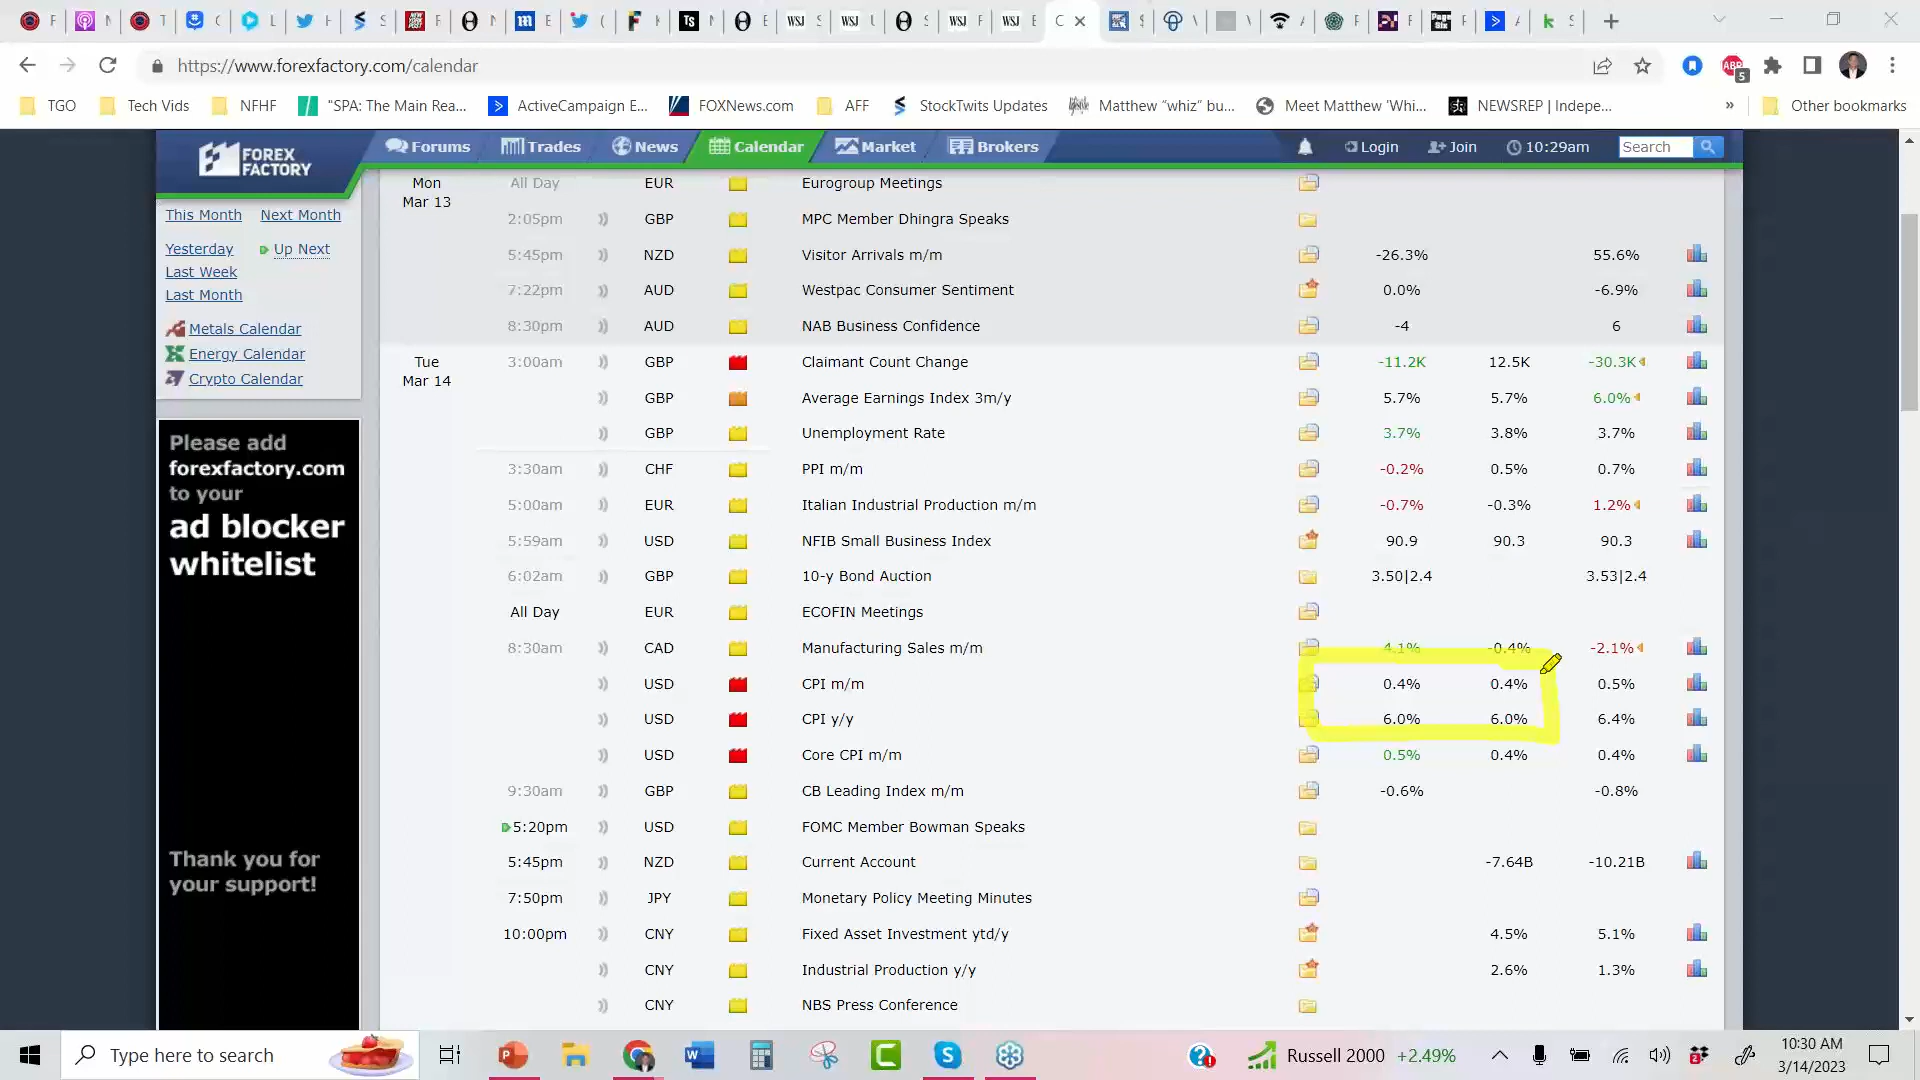 WSJ
WSJ
WSJ
WSJ
Ts
https://www.forexfactory.com/calendar
ABP
5
TGO
Tech Vids
NFHF
"SPA: The Main Rea...
ActiveCampaign E...
FOXNews.com
AFF
StockTwits Updates
Matthew “whiz” bu...
Meet Matthew 'Whi...
NEWSREP | Indepe...
»
Other bookmarks
FOREX
FACTORY
Forums
Trades
News
Calendar
Market
Brokers
Login
Join
10:29am
Search
This Month Next Month
Yesterday Up Next
Last Week
Last Month
Metals Calendar
Energy Calendar
Crypto Calendar
Please add
forexfactory.com
to your
ad blocker
whitelist
Thank you for
your support!
Mon All Day EUR Eurogroup Meetings
Mar 13
2:05pm GBP MPC Member Dhingra Speaks
5:45pm NZD Visitor Arrivals m/m -26.3% 55.6%
7:22pm AUD Westpac Consumer Sentiment 0.0% -6.9%
8:30pm AUD NAB Business Confidence -4 6
Tue 3:00am GBP Claimant Count Change -11.2K 12.5K -30.3K
Mar 14
GBP Average Earnings Index 3m/y 5.7% 5.7% 6.0%
GBP Unemployment Rate 3.7% 3.8% 3.7%
3:30am CHF PPI m/m -0.2% 0.5% 0.7%
5:00am EUR Italian Industrial Production m/m -0.7% -0.3% 1.2%
5:59am USD NFIB Small Business Index 90.9 90.3 90.3
6:02am GBP 10-y Bond Auction 3.50|2.4 3.53|2.4
All Day EUR ECOFIN Meetings
8:30am CAD Manufacturing Sales m/m 4.1% -0.4% -2.1%
USD CPI m/m 0.4% 0.4% 0.5%
USD CPI y/y 6.0% 6.0% 6.4%
USD Core CPI m/m 0.5% 0.4% 0.4%
9:30am GBP CB Leading Index m/m -0.6% -0.8%
5:20pm USD FOMC Member Bowman Speaks
5:45pm NZD Current Account -7.64B -10.21B
7:50pm JPY Monetary Policy Meeting Minutes
10:00pm CNY Fixed Asset Investment ytd/y 4.5% 5.1%
CNY Industrial Production y/y 2.6% 1.3%
CNY NBS Press Conference
Type here to search
Russell 2000 +2.49%
10:30 AM
3/14/2023